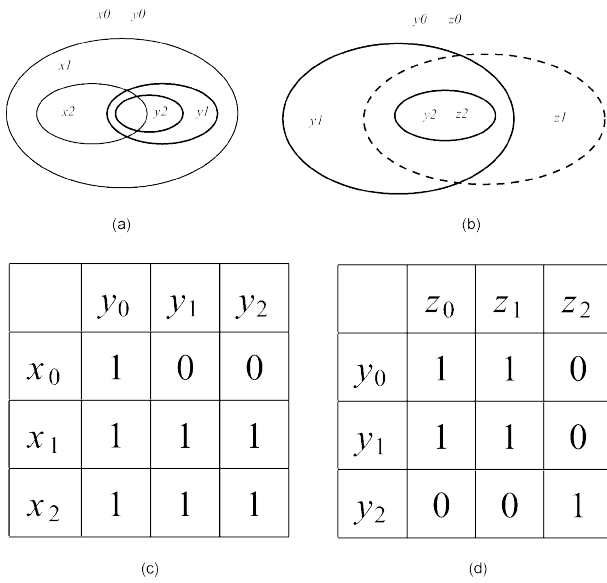 x0 y0
x1
x2 y2 y1
(a)
y0 z0
y1 y2 z2 z1
(b)
y0 y1 y2
x0 1 0 0
x1 1 1 1
x2 1 1 1
(c)
z0 z1 z2
y0 1 1 0
y1 1 1 0
y2 0 0 1
(d)